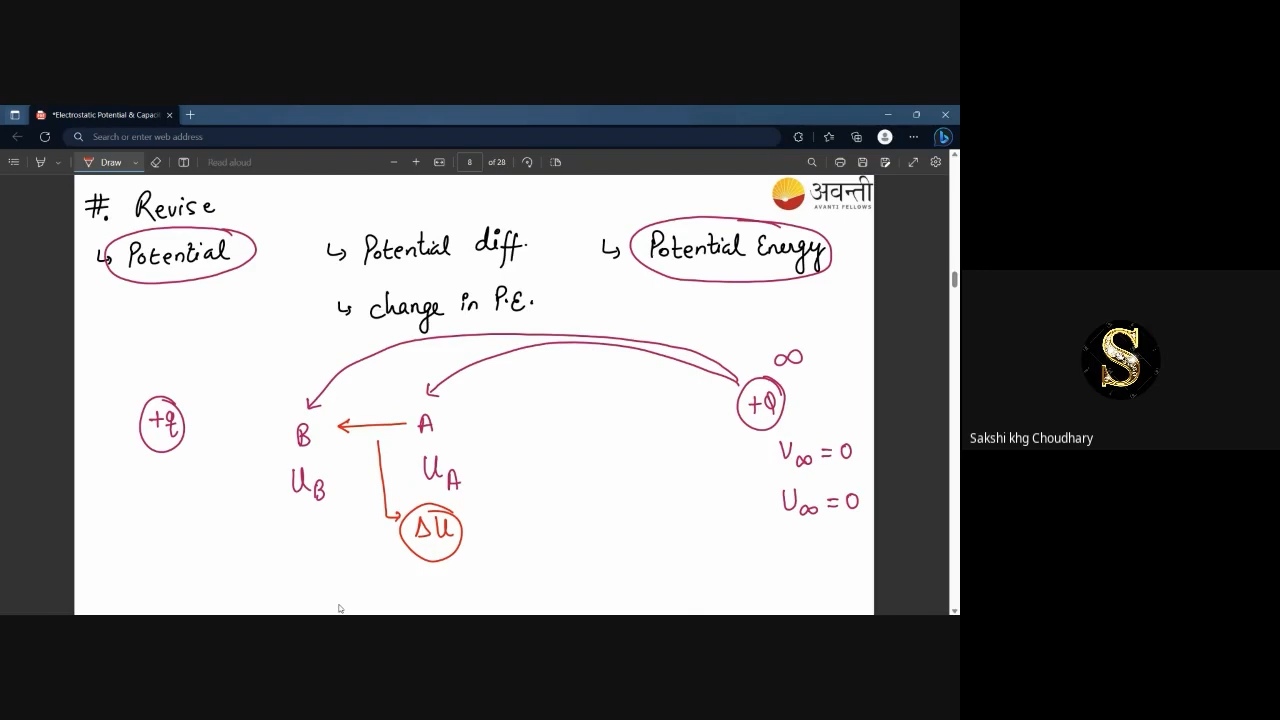 *Electrostatic Potential & Capaci
Search or enter web address
Draw
Read aloud
8 of 28
#. Revise
अवन्ती
AVANTI FELLOWS
↳ Potential ↳ Potential diff. ↳ Potential Energy
↳ change in P.E.
∞
+q B A +Q
U_B U_A V_∞ = 0
ΔU U_∞ = 0
S
Sakshi khg Choudhary